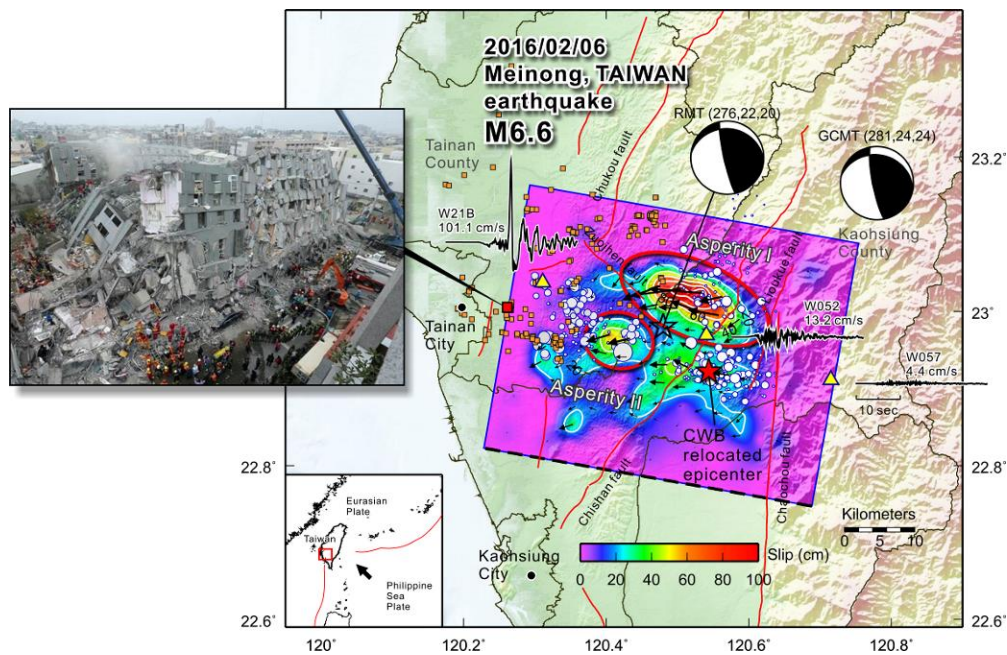 2016/02/06
Meinong, TAIWAN
earthquake
M6.6
RMT (276,22,20)
GCMT (281,24,24)
23.2°
Tainan
County
Chukou fault
Kaohsiung
County
W21B
101.1 cm/s
Asperity I
W052
13.2 cm/s
23.0°
Tainan
City
W057
4.4 cm/s
10 sec
Asperity II
CWB
relocated
epicenter
22.8°
22.8°
Chishan fault
Chaochou fault
Kilometers
0 5 10
Eurasian
Plate
Taiwan
Philippine
Sea
Plate
Kaohsiung
City
Slip (cm)
0 20 40 60 80 100
22.6°
22.6°
120°
120.2°
120.4°
120.6°
120.8°